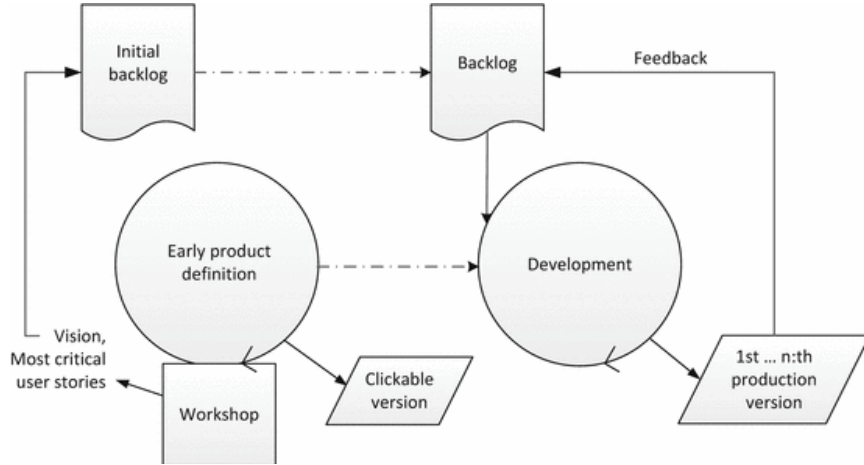 Initial
backlog
Backlog
Feedback
Early product
definition
Development
Vision,
Most critical
user stories
Workshop
Clickable
version
1st ... n:th
production
version